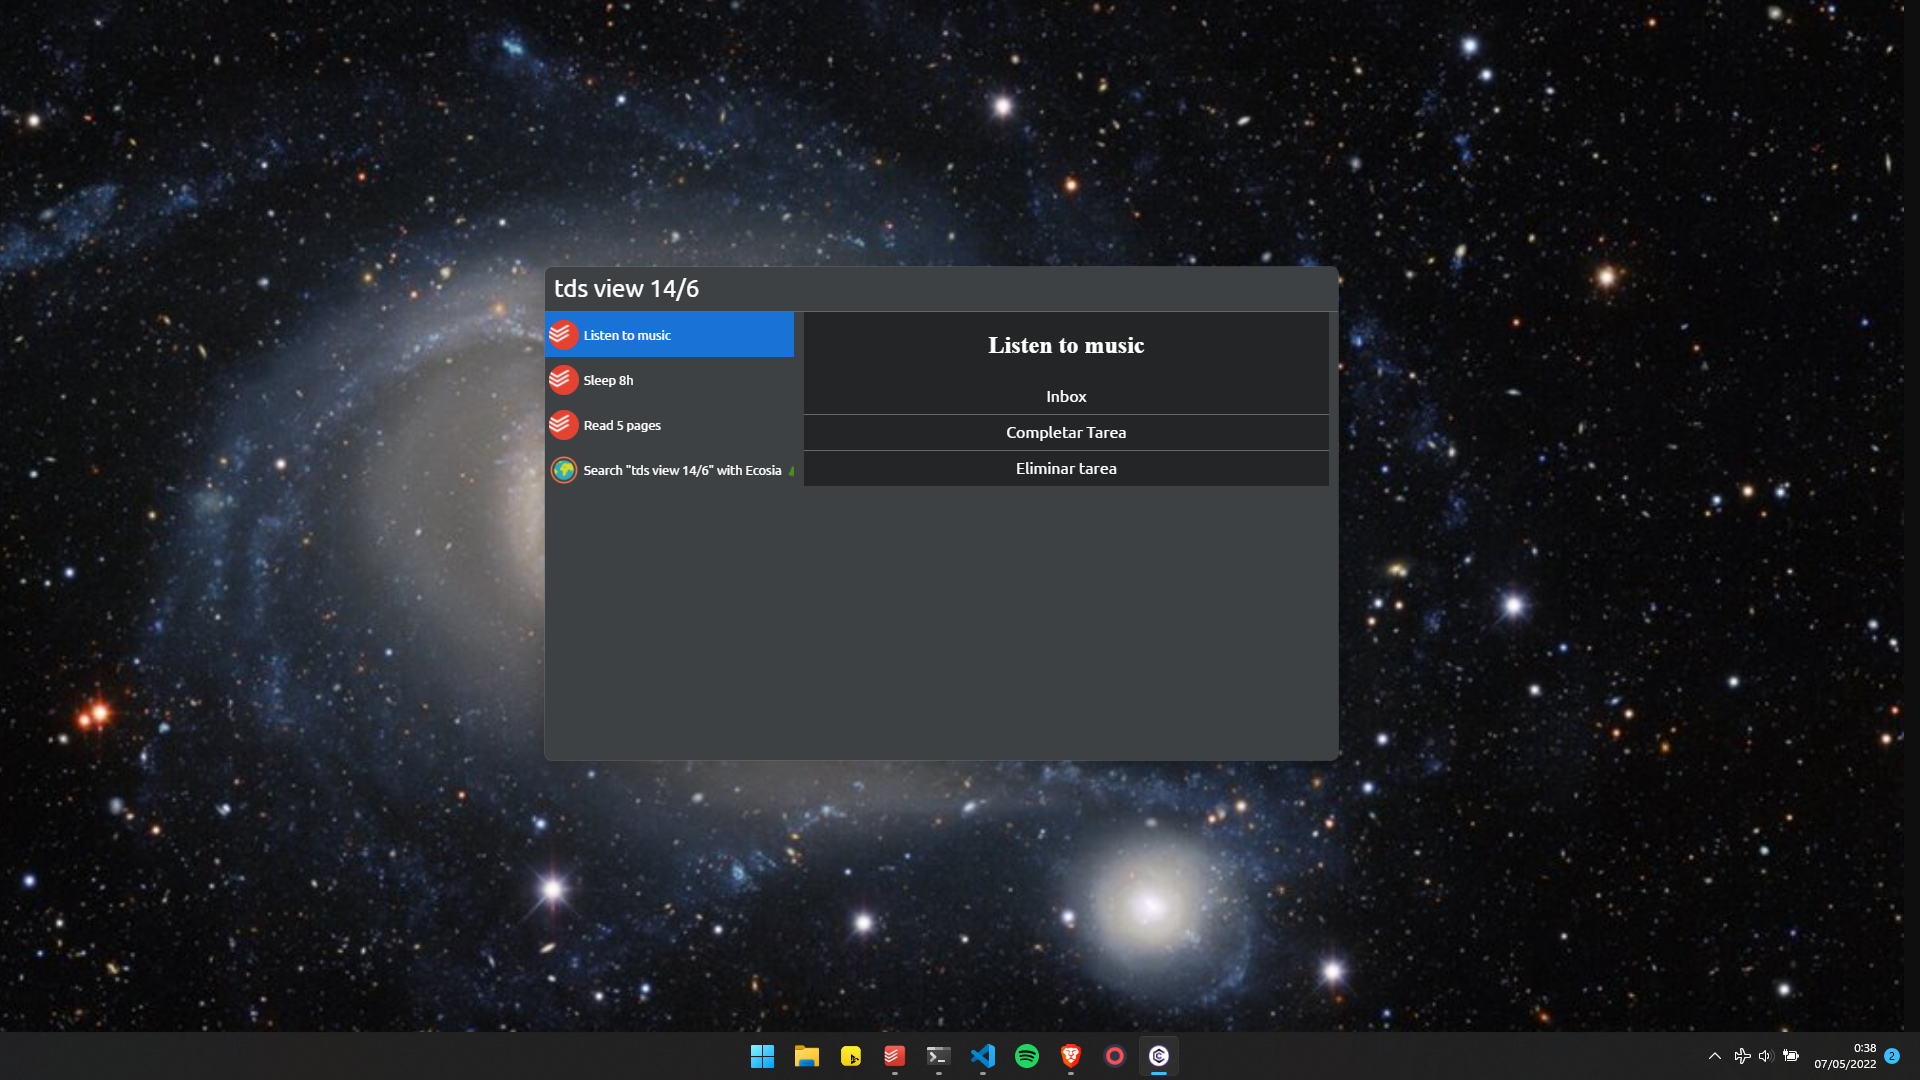 tds view 14/6
Listen to music
Sleep 8h
Read 5 pages
Search "tds view 14/6" with Ecosia
Listen to music
Inbox
Completar Tarea
Eliminar tarea
0:38
07/05/2022
2